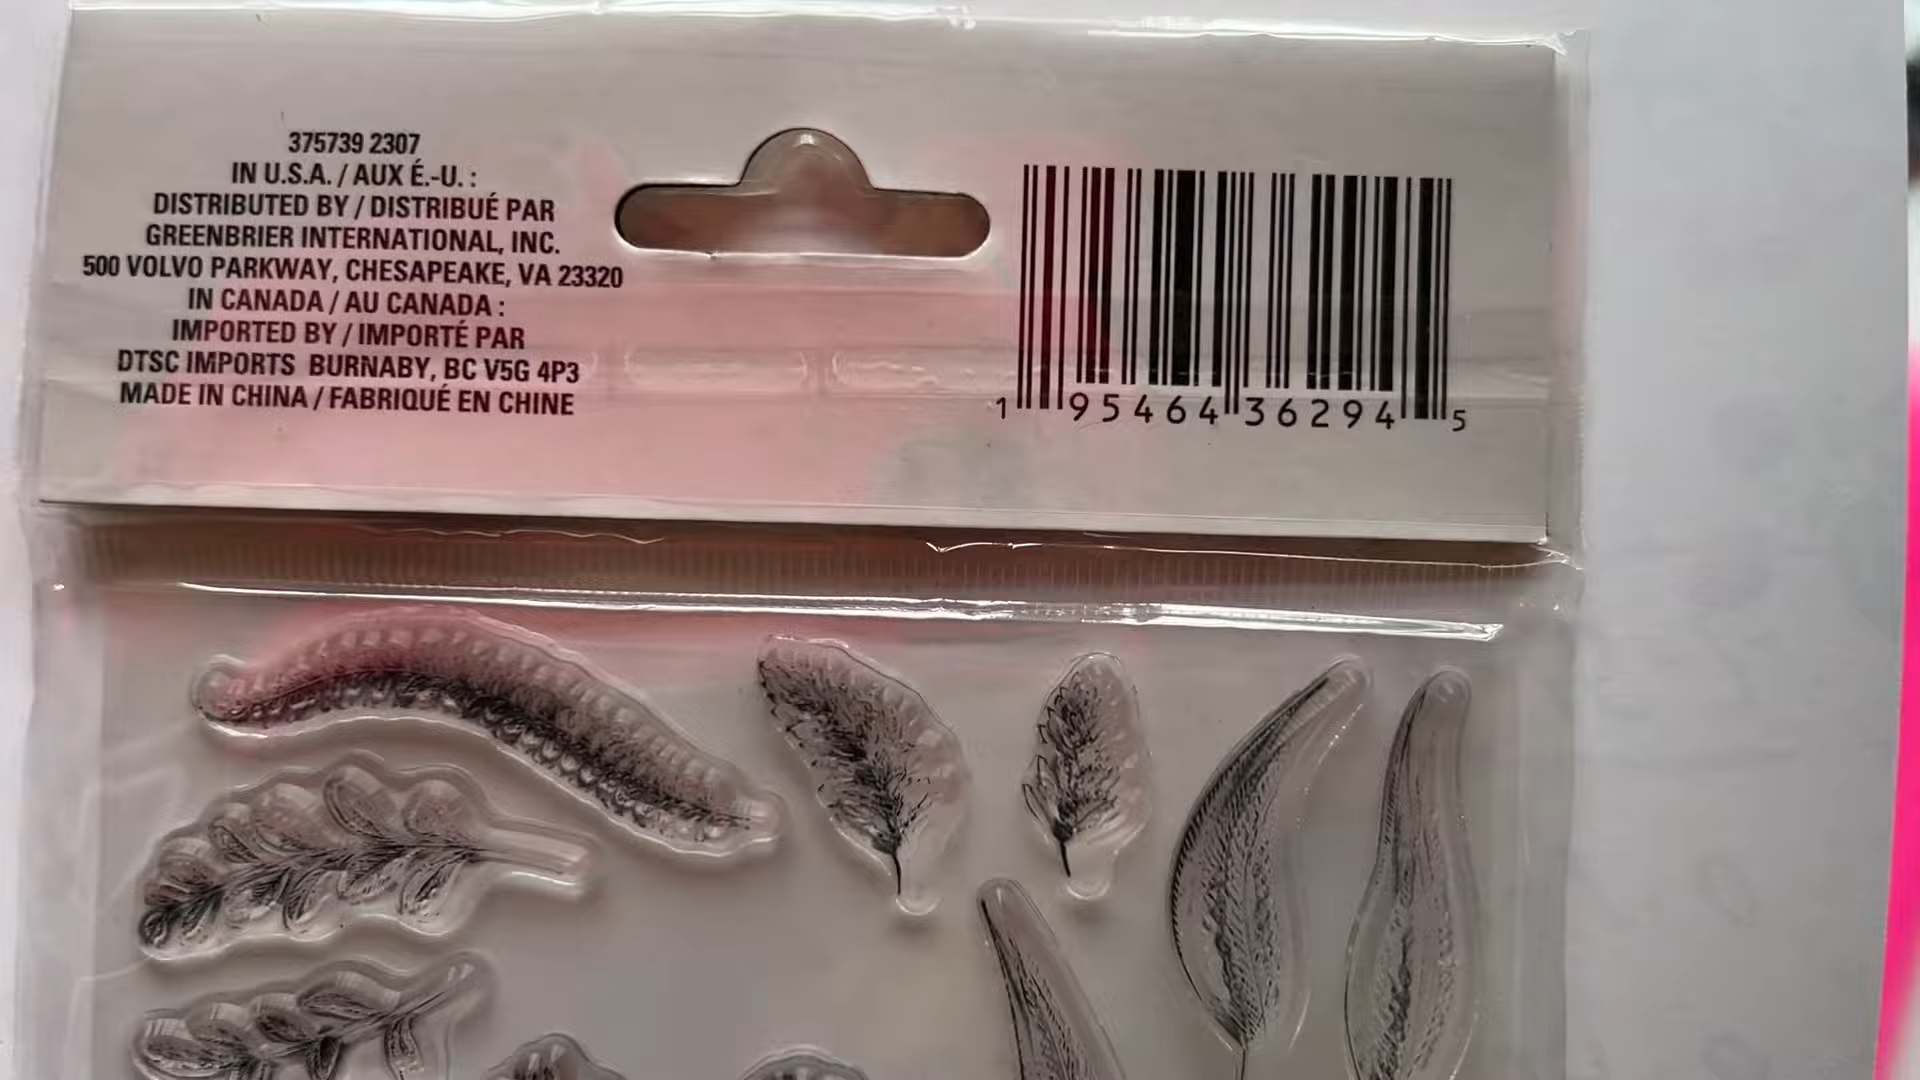 375739 2307
IN U.S.A. / AUX É.-U. :
DISTRIBUTED BY / DISTRIBUÉ PAR
GREENBRIER INTERNATIONAL, INC.
500 VOLVO PARKWAY, CHESAPEAKE, VA 23320
IN CANADA / AU CANADA :
IMPORTED BY / IMPORTÉ PAR
DTSC IMPORTS BURNABY, BC V5G 4P3
MADE IN CHINA / FABRIQUÉ EN CHINE
1 95464 36294 5